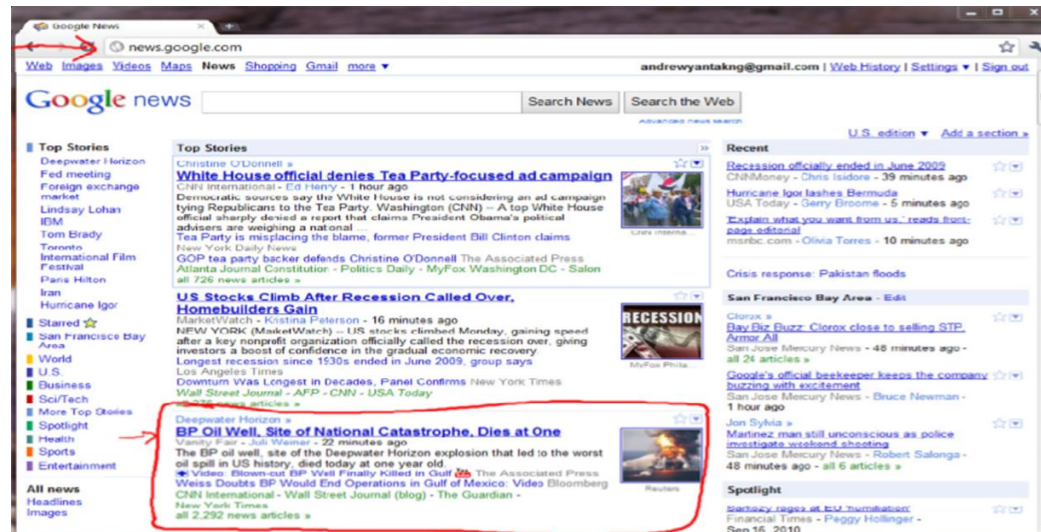 Google News
news.google.com
Web Images Videos Maps News Shopping Gmail more ▼
andrewyantakng@gmail.com | Web History | Settings ▼ | Sign out
Google news
Search News
Search the Web
Advanced news search
U.S. edition ▼ Add a section »
Top Stories
Deepwater Horizon
Fed meeting
Foreign exchange
market
Lindsay Lohan
IBM
Tom Brady
Toronto
International Film
Festival
Paris Hilton
Iran
Hurricane Igor
Starred
San Francisco Bay
Area
World
U.S.
Business
Sci/Tech
More Top Stories
Spotlight
Health
Sports
Entertainment
All news
Headlines
Images
Top Stories »
Christine O'Donnell »
White House official denies Tea Party-focused ad campaign
CNN International - Ed Henry - 1 hour ago
Democratic sources say the White House is not considering an ad campaign
tying Republicans to the Tea Party. Washington (CNN) -- A top White House
official sharply denied a report that claims President Obama's political
advisers are weighing a national ...
Tea Party is misplacing the blame, former President Bill Clinton claims
New York Daily News
GOP tea party backer defends Christine O'Donnell The Associated Press
Atlanta Journal Constitution - Politics Daily - MyFox Washington DC - Salon
all 726 news articles »
CNN Interna...
US Stocks Climb After Recession Called Over,
Homebuilders Gain
MarketWatch - Kristina Peterson - 16 minutes ago
NEW YORK (MarketWatch) -- US stocks climbed Monday, gaining speed
after a key nonprofit organization officially called the recession over, giving
investors a boost of confidence in the gradual economic recovery.
Longest recession since 1930s ended in June 2009, group says
Los Angeles Times
Downturn Was Longest in Decades, Panel Confirms New York Times
Wall Street Journal - AFP - CNN - USA Today
news articles »
RECESSION
MyFox Phila...
Deepwater Horizon »
BP Oil Well, Site of National Catastrophe, Dies at One
Vanity Fair - Juli Weiner - 22 minutes ago
The BP oil well, site of the Deepwater Horizon explosion that led to the worst
oil spill in US history, died today at one year old.
Video: Blown-out BP Well Finally Killed in Gulf The Associated Press
Weiss Doubts BP Would End Operations in Gulf of Mexico: Video Bloomberg
CNN International - Wall Street Journal (blog) - The Guardian -
New York Times
all 2,292 news articles »
Reuters
Recent
Recession officially ended in June 2009
CNNMoney - Chris Isidore - 39 minutes ago
Hurricane Igor lashes Bermuda
USA Today - Gerry Broome - 5 minutes ago
'Explain what you want from us,' reads front-
page editorial
msnbc.com - Olivia Torres - 10 minutes ago
Crisis response: Pakistan floods
San Francisco Bay Area - Edit
Clorox »
Bay Biz Buzz: Clorox close to selling STP,
Armor All
San Jose Mercury News - 48 minutes ago -
all 24 articles »
Google's official beekeeper keeps the company
buzzing with excitement
San Jose Mercury News - Bruce Newman -
1 hour ago
Jon Sylvia »
Martinez man still unconscious as police
investigate weekend shooting
San Jose Mercury News - Robert Salonga -
48 minutes ago - all 6 articles »
Spotlight
Sarkozy rages at EU 'humiliation'
Financial Times - Peggy Hollinger -
Sep 16, 2010